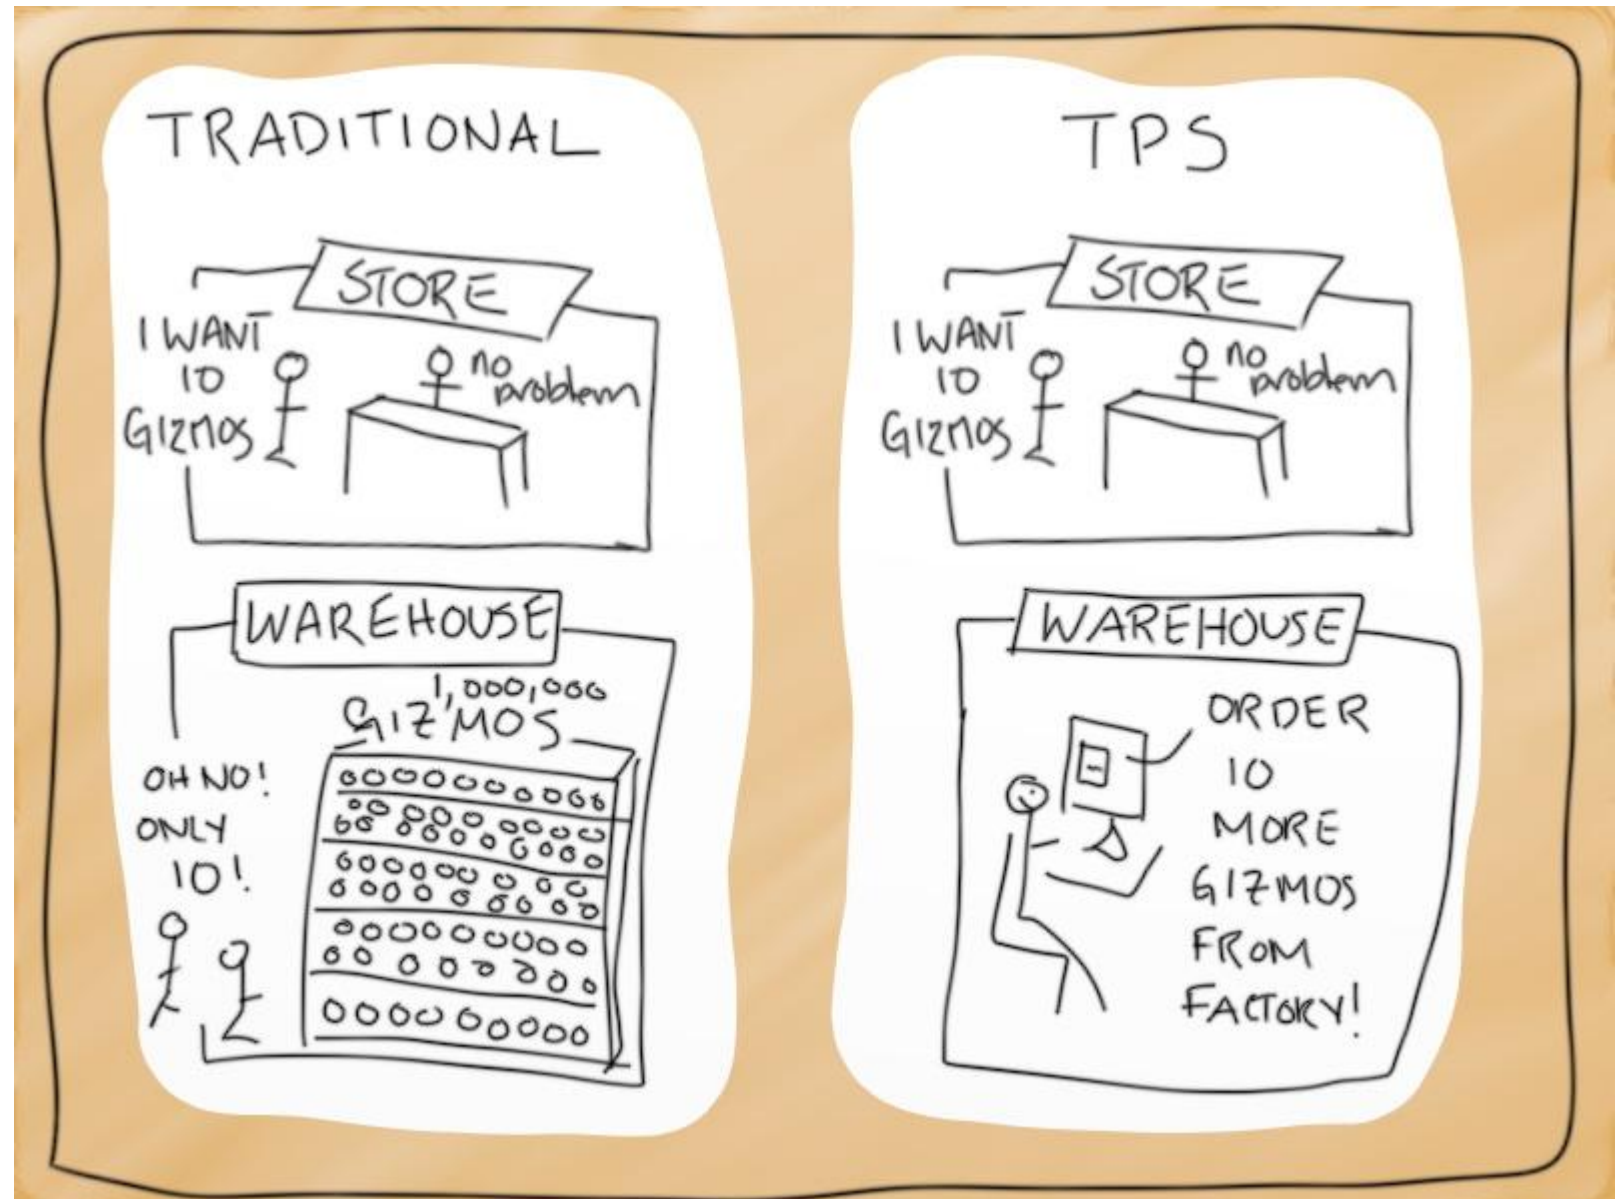 TRADITIONAL
STORE
I WANT
10
GIZMOS
no
problem
WAREHOUSE
1,000,000
GIZMOS
OH NO!
ONLY
10!
TPS
STORE
I WANT
10
GIZMOS
no
problem
WAREHOUSE
ORDER
10
MORE
GIZMOS
FROM
FACTORY!